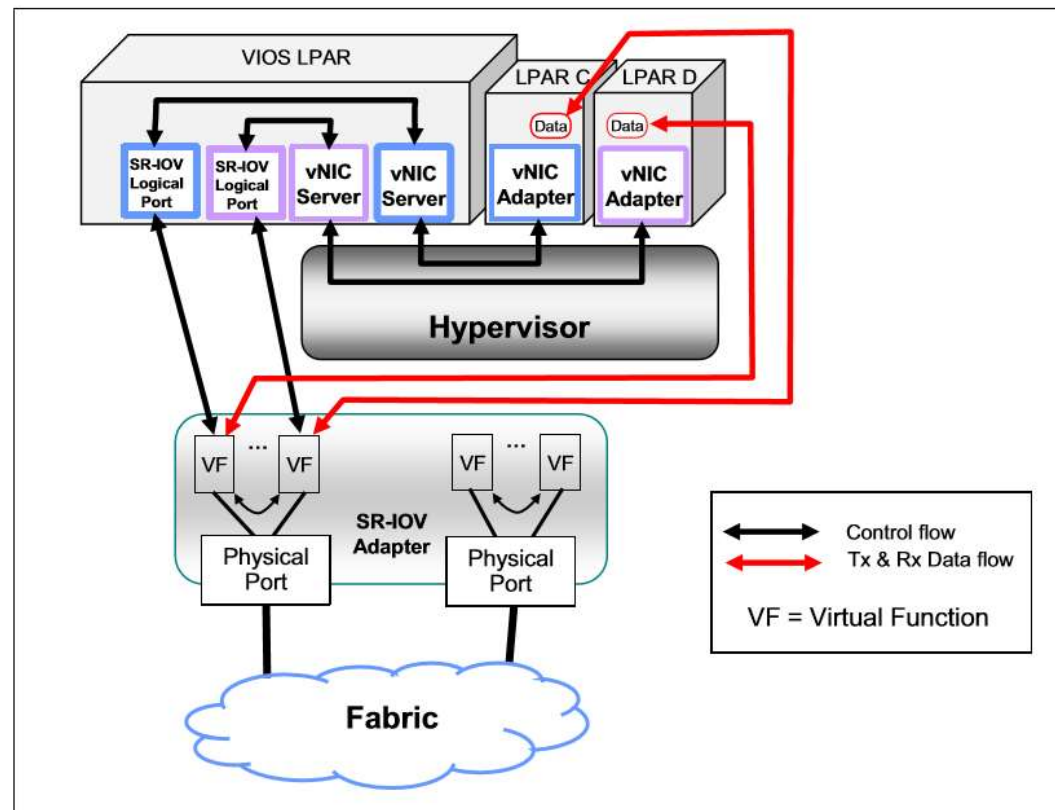 VIOS LPAR
LPAR C
LPAR D
Data
Data
SR-IOV
Logical
Port
SR-IOV
Logical
Port
vNIC
Server
vNIC
Server
vNIC
Adapter
vNIC
Adapter
Hypervisor
VF
...
VF
VF
...
VF
SR-IOV
Adapter
Physical
Port
Physical
Port
Control flow
Tx & Rx Data flow
VF = Virtual Function
Fabric